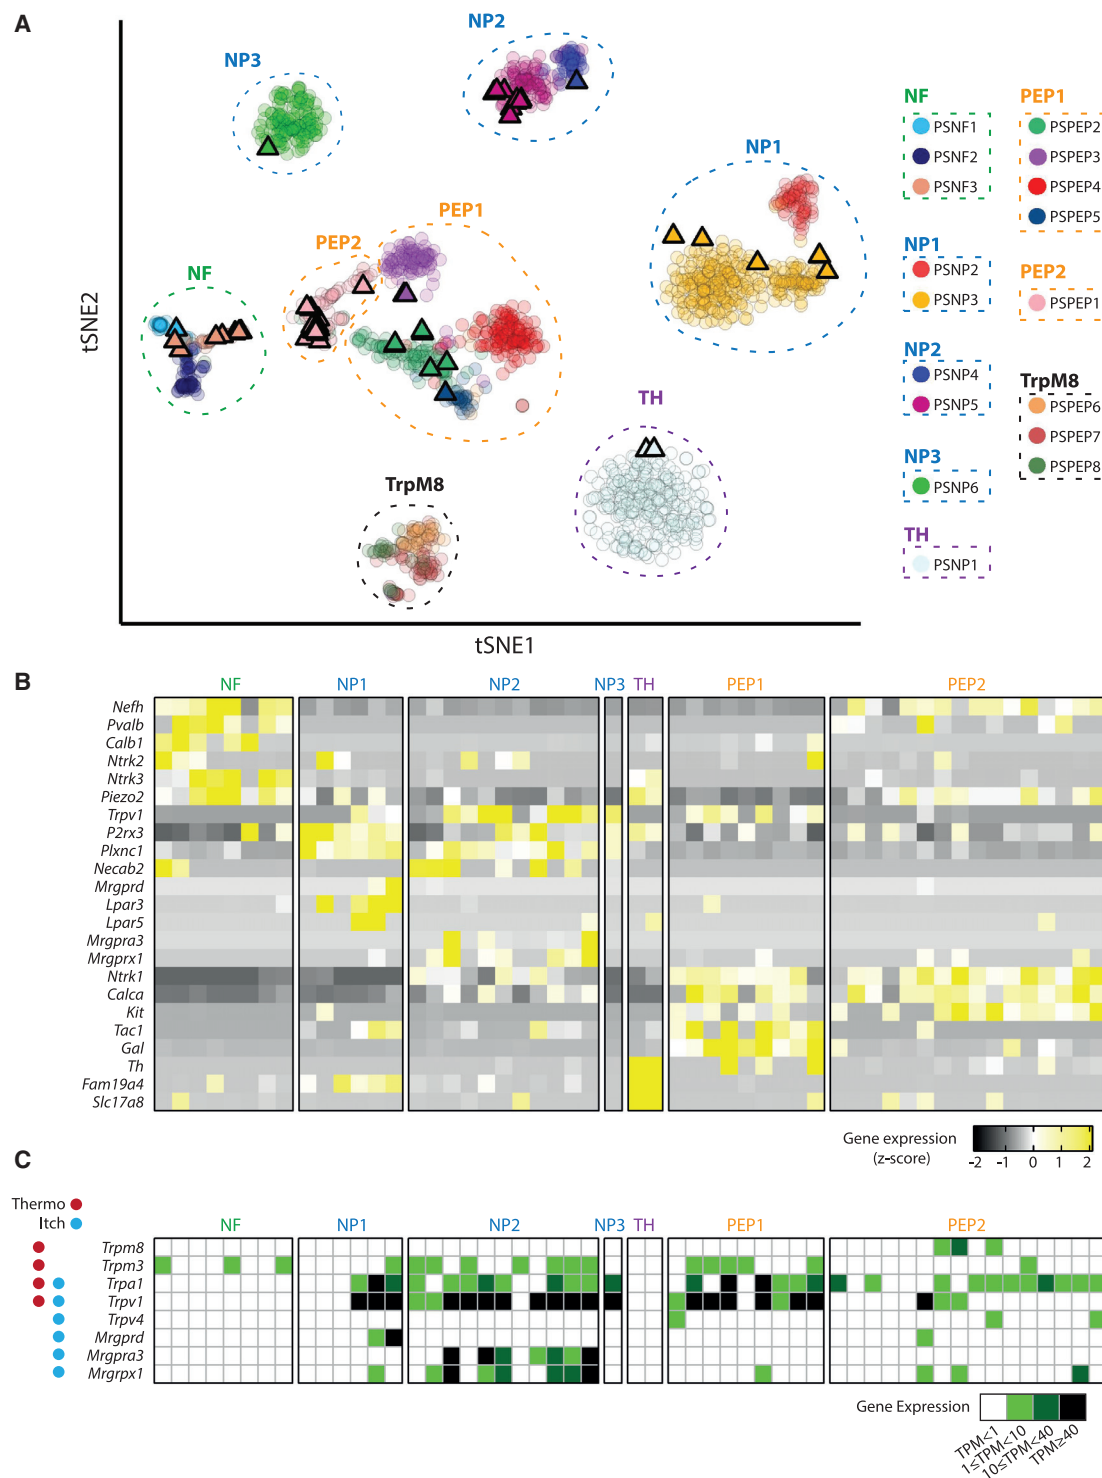 A
NP2
NP3
NP1
PEP1
PEP2
NF
TH
TrpM8
tSNE2
tSNE1
NF
PSNF1
PSNF2
PSNF3
NP1
PSNP2
PSNP3
NP2
PSNP4
PSNP5
NP3
PSNP6
TH
PSNP1
PEP1
PSPEP2
PSPEP3
PSPEP4
PSPEP5
PEP2
PSPEP1
TrpM8
PSPEP6
PSPEP7
PSPEP8
B
NF NP1 NP2 NP3 TH PEP1 PEP2
Nefh
Pvalb
Calb1
Ntrk2
Ntrk3
Piezo2
Trpv1
P2rx3
Plxnc1
Necab2
Mrgprd
Lpar3
Lpar5
Mrgpra3
Mrgprx1
Ntrk1
Calca
Kit
Tac1
Gal
Th
Fam19a4
Slc17a8
Gene expression
(z-score)
-2 -1 0 1 2
C
Thermo
Itch
NF NP1 NP2 NP3 TH PEP1 PEP2
Trpm8
Trpm3
Trpa1
Trpv1
Trpv4
Mrgprd
Mrgpra3
Mrgrpx1
Gene Expression
TPM<1
1≤TPM<10
10≤TPM<40
TPM≥40